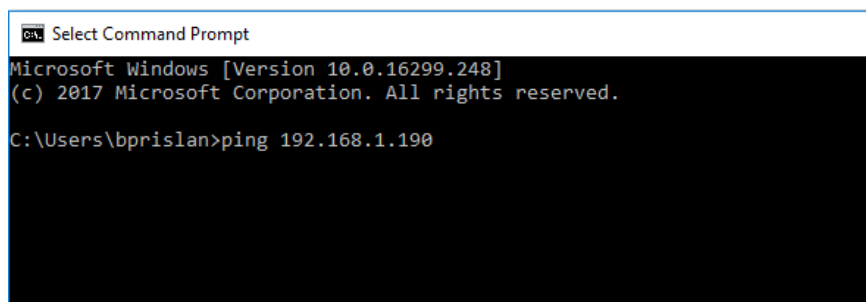 Select Command Prompt
Microsoft Windows [Version 10.0.16299.248]
(c) 2017 Microsoft Corporation. All rights reserved.
C:\Users\bprislan>ping 192.168.1.190